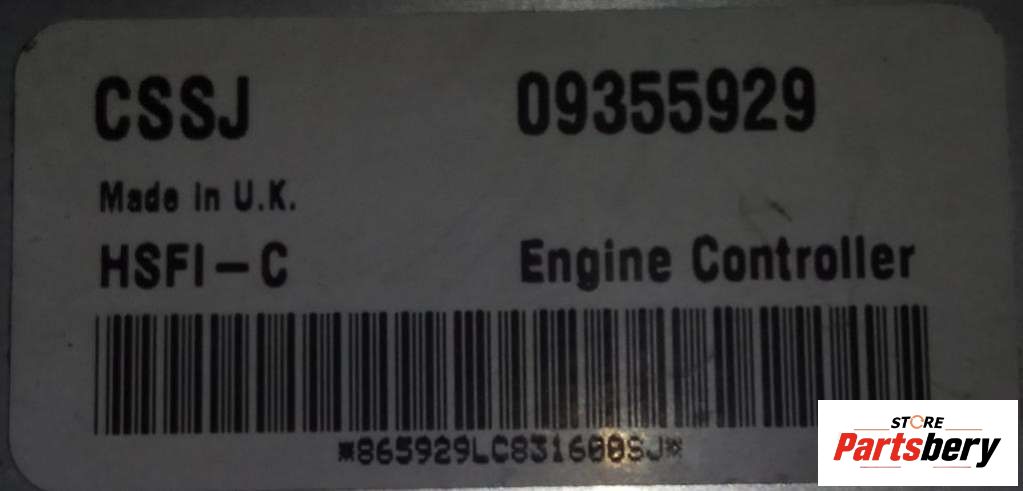 CSSJ 09355929
Made in U.K.
HSFI-C Engine Controller
*865929LC831600SJ*
STORE
Partsbery